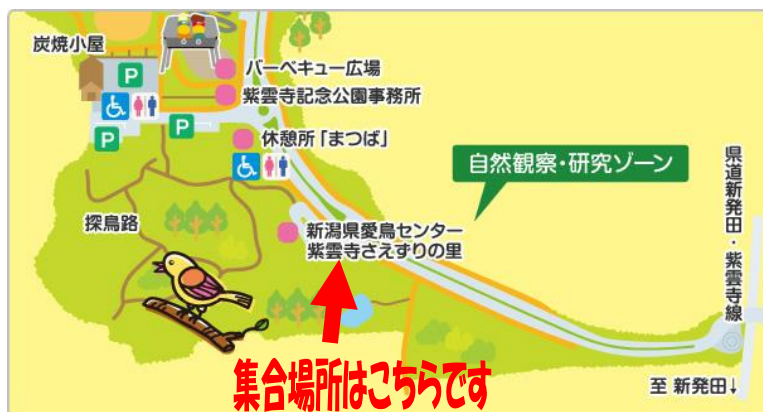 炭焼小屋
P
バーベキュー広場
紫雲寺記念公園事務所
P
P
休憩所「まつば」
自然観察・研究ゾーン
県道新発田・紫雲寺線
探鳥路
新潟県愛鳥センター
紫雲寺さえずりの里
集合場所はこちらです
至 新発田↓